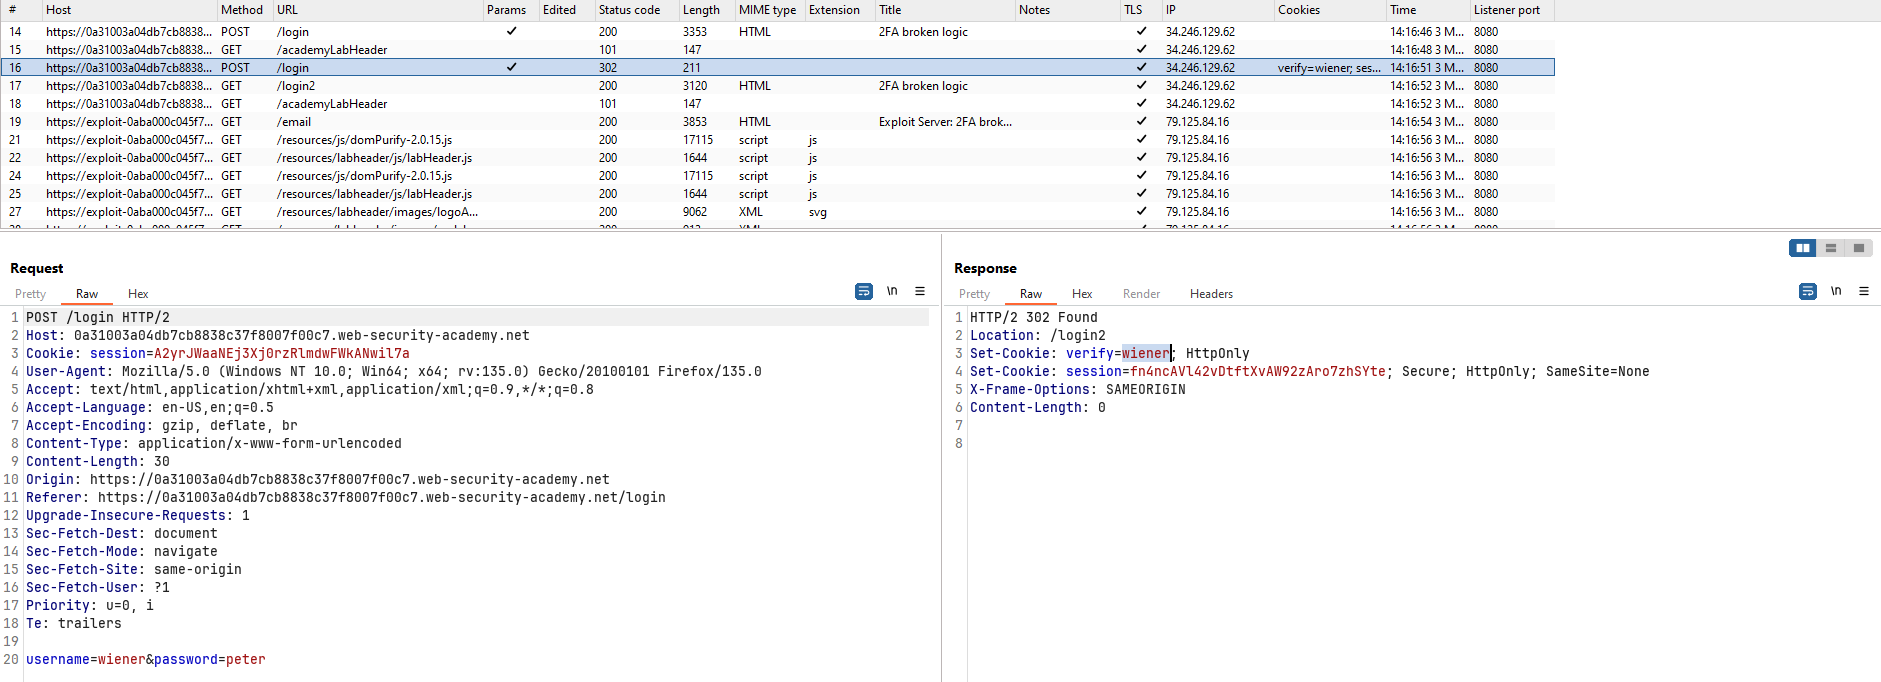 # Host Method URL Params Edited Status code Length MIME type Extension Title Notes TLS IP Cookies Time Listener port
14 https://0a31003a04db7cb8838... POST /login ✓ 200 3353 HTML 2FA broken logic ✓ 34.246.129.62 14:16:46 3 M... 8080
15 https://0a31003a04db7cb8838... GET /academyLabHeader 101 147 ✓ 34.246.129.62 14:16:48 3 M... 8080
16 https://0a31003a04db7cb8838... POST /login ✓ 302 211 ✓ 34.246.129.62 verify=wiener; ses... 14:16:51 3 M... 8080
17 https://0a31003a04db7cb8838... GET /login2 200 3120 HTML 2FA broken logic ✓ 34.246.129.62 14:16:52 3 M... 8080
18 https://0a31003a04db7cb8838... GET /academyLabHeader 101 147 ✓ 34.246.129.62 14:16:52 3 M... 8080
19 https://exploit-0aba000c045f7... GET /email 200 3853 HTML Exploit Server: 2FA brok... ✓ 79.125.84.16 14:16:54 3 M... 8080
21 https://exploit-0aba000c045f7... GET /resources/js/domPurify-2.0.15.js 200 17115 script js ✓ 79.125.84.16 14:16:56 3 M... 8080
22 https://exploit-0aba000c045f7... GET /resources/labheader/js/labHeader.js 200 1644 script js ✓ 79.125.84.16 14:16:56 3 M... 8080
24 https://exploit-0aba000c045f7... GET /resources/js/domPurify-2.0.15.js 200 17115 script js ✓ 79.125.84.16 14:16:56 3 M... 8080
25 https://exploit-0aba000c045f7... GET /resources/labheader/js/labHeader.js 200 1644 script js ✓ 79.125.84.16 14:16:56 3 M... 8080
27 https://exploit-0aba000c045f7... GET /resources/labheader/images/logoA... 200 9062 XML svg ✓ 79.125.84.16 14:16:56 3 M... 8080
Request
Pretty Raw Hex \n
1 POST /login HTTP/2
2 Host: 0a31003a04db7cb8838c37f8007f00c7.web-security-academy.net
3 Cookie: session=A2yrJWaaNEj3Xj0rzRlmdwFWkANwil7a
4 User-Agent: Mozilla/5.0 (Windows NT 10.0; Win64; x64; rv:135.0) Gecko/20100101 Firefox/135.0
5 Accept: text/html,application/xhtml+xml,application/xml;q=0.9,*/*;q=0.8
6 Accept-Language: en-US,en;q=0.5
7 Accept-Encoding: gzip, deflate, br
8 Content-Type: application/x-www-form-urlencoded
9 Content-Length: 30
10 Origin: https://0a31003a04db7cb8838c37f8007f00c7.web-security-academy.net
11 Referer: https://0a31003a04db7cb8838c37f8007f00c7.web-security-academy.net/login
12 Upgrade-Insecure-Requests: 1
13 Sec-Fetch-Dest: document
14 Sec-Fetch-Mode: navigate
15 Sec-Fetch-Site: same-origin
16 Sec-Fetch-User: ?1
17 Priority: u=0, i
18 Te: trailers
19
20 username=wiener&password=peter
Response
Pretty Raw Hex Render Headers \n
1 HTTP/2 302 Found
2 Location: /login2
3 Set-Cookie: verify=wiener; HttpOnly
4 Set-Cookie: session=fn4ncAVl42vDtftXvAW92zAro7zhSYte; Secure; HttpOnly; SameSite=None
5 X-Frame-Options: SAMEORIGIN
6 Content-Length: 0
7
8